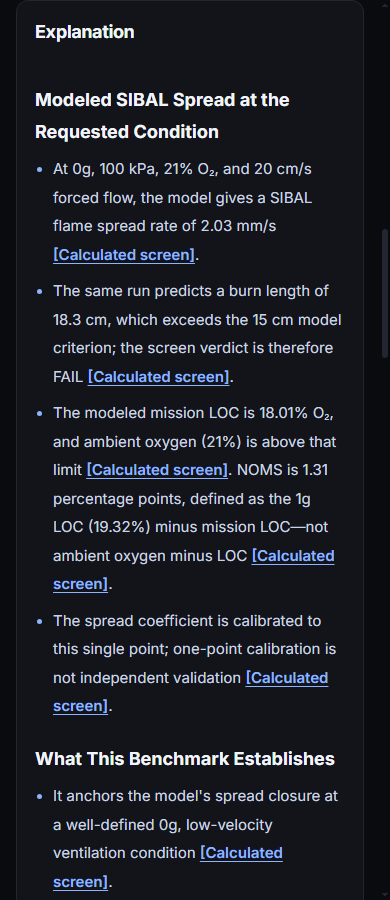 Explanation
Modeled SIBAL Spread at the
Requested Condition
• At 0g, 100 kPa, 21% O₂, and 20 cm/s
forced flow, the model gives a SIBAL
flame spread rate of 2.03 mm/s
[Calculated screen].
• The same run predicts a burn length of
18.3 cm, which exceeds the 15 cm model
criterion; the screen verdict is therefore
FAIL [Calculated screen].
• The modeled mission LOC is 18.01% O₂,
and ambient oxygen (21%) is above that
limit [Calculated screen]. NOMS is 1.31
percentage points, defined as the 1g
LOC (19.32%) minus mission LOC—not
ambient oxygen minus LOC [Calculated
screen].
• The spread coefficient is calibrated to
this single point; one-point calibration is
not independent validation [Calculated
screen].
What This Benchmark Establishes
• It anchors the model's spread closure at
a well-defined 0g, low-velocity
ventilation condition [Calculated
screen].